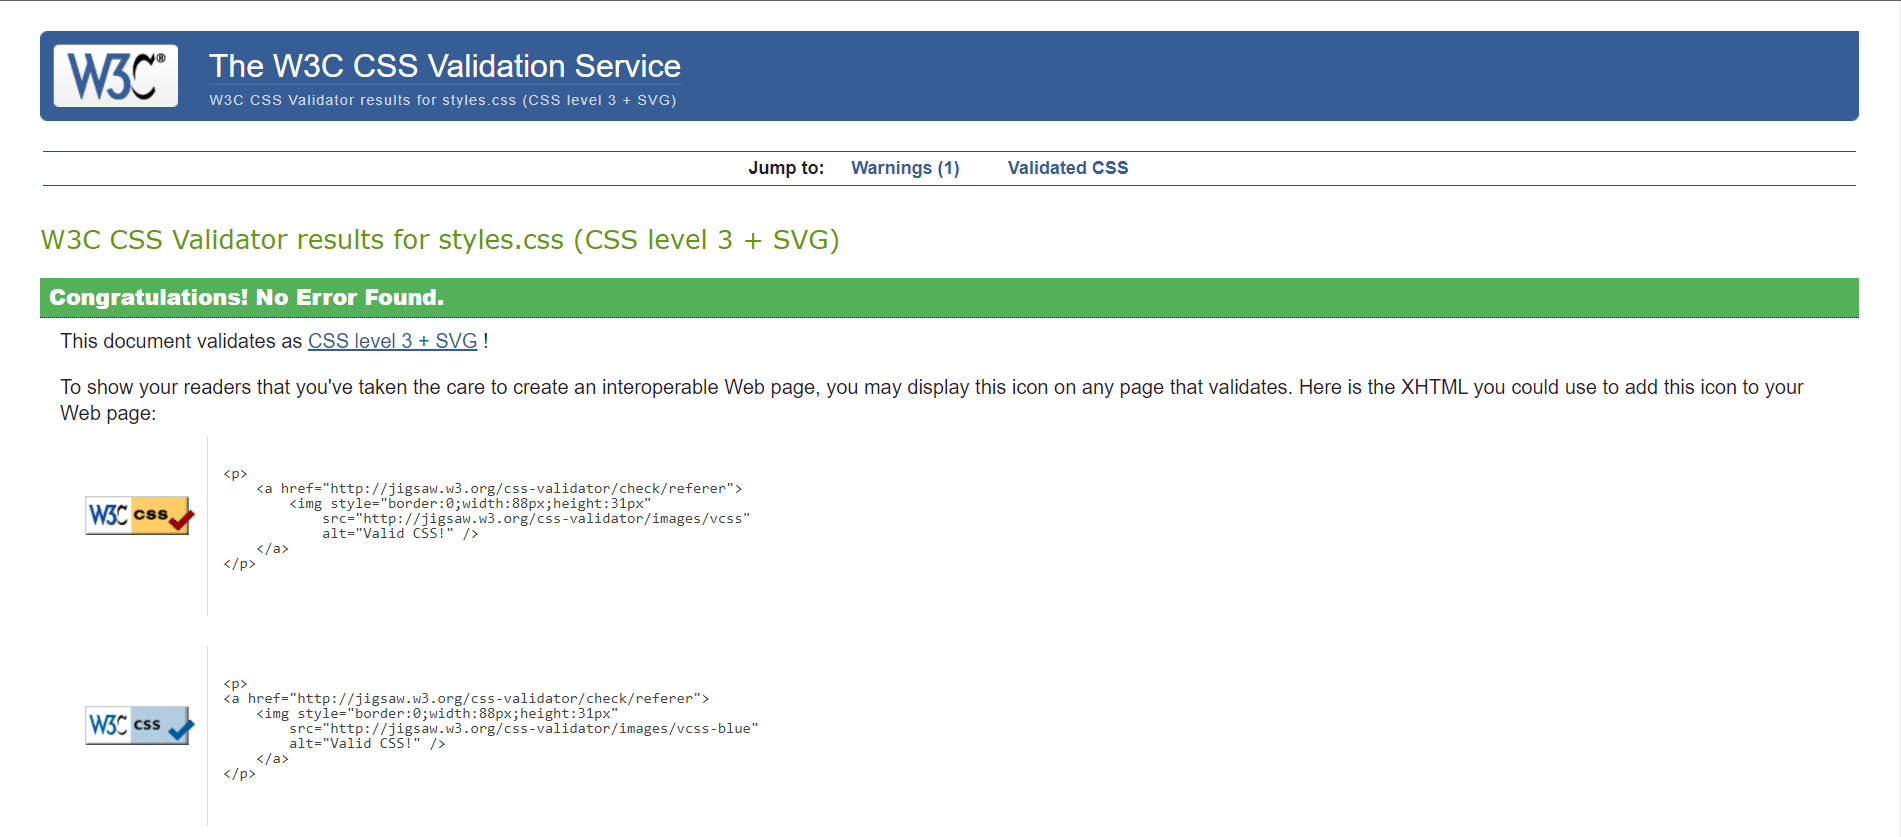 W3C®
The W3C CSS Validation Service
W3C CSS Validator results for styles.css (CSS level 3 + SVG)
Jump to: Warnings (1) Validated CSS
W3C CSS Validator results for styles.css (CSS level 3 + SVG)
Congratulations! No Error Found.
This document validates as CSS level 3 + SVG !
To show your readers that you've taken the care to create an interoperable Web page, you may display this icon on any page that validates. Here is the XHTML you could use to add this icon to your
Web page:
W3C css
<p>
<a href="http://jigsaw.w3.org/css-validator/check/referer">
<img style="border:0;width:88px;height:31px"
src="http://jigsaw.w3.org/css-validator/images/vcss"
alt="Valid CSS!" />
</a>
</p>
W3C css
<p>
<a href="http://jigsaw.w3.org/css-validator/check/referer">
<img style="border:0;width:88px;height:31px"
src="http://jigsaw.w3.org/css-validator/images/vcss-blue"
alt="Valid CSS!" />
</a>
</p>